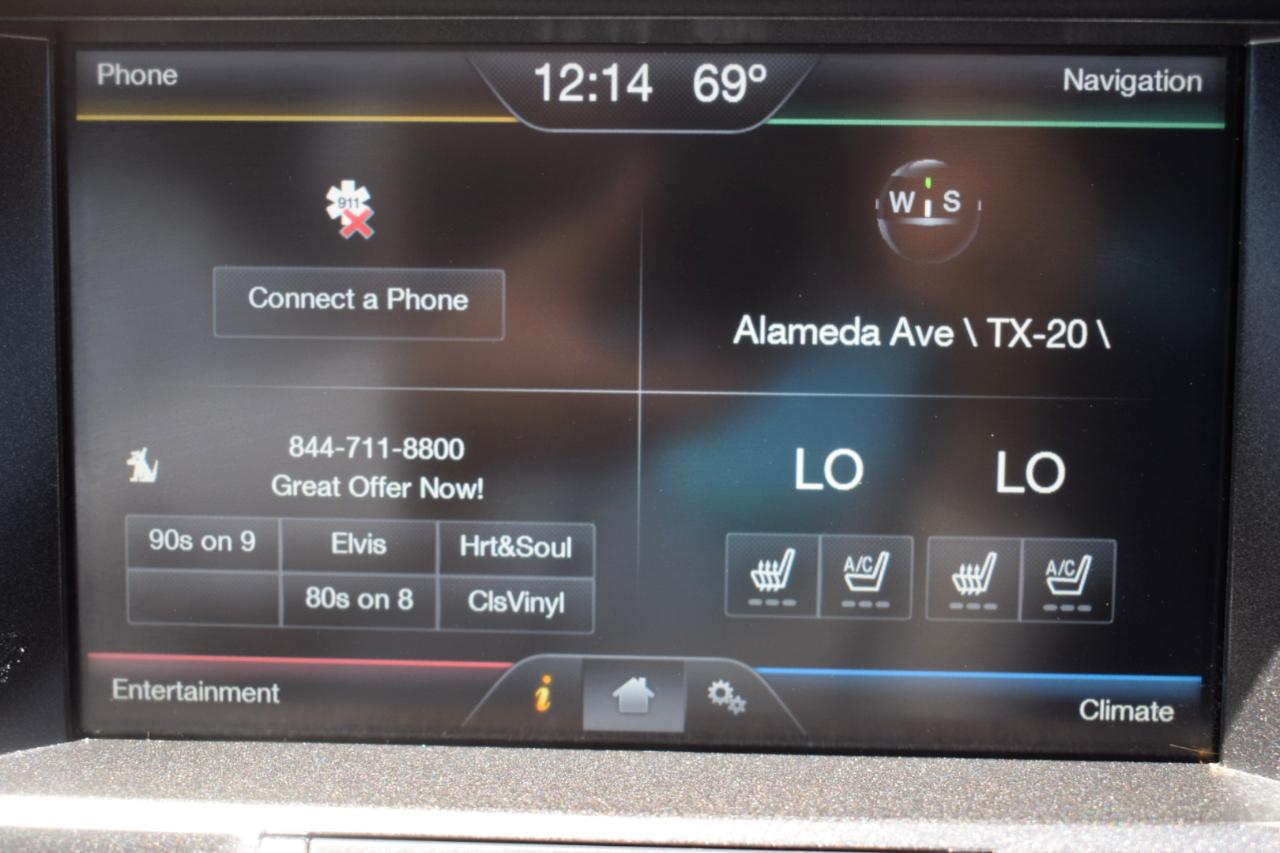 Phone
12:14 69°
Navigation
911
W S
Connect a Phone
Alameda Ave \ TX-20 \
844-711-8800
Great Offer Now!
LO LO
90s on 9 Elvis Hrt&Soul
80s on 8 ClsVinyl
A/C A/C
Entertainment
i
Climate